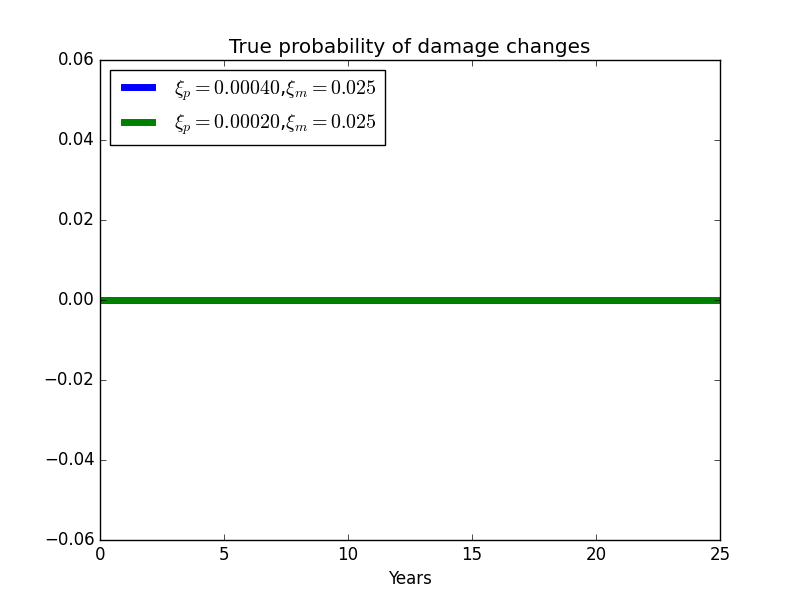 True probability of damage changes
0.06
ξp = 0.00040,ξm = 0.025
ξp = 0.00020,ξm = 0.025
0.04
0.02
0.00
−0.02
−0.04
−0.06
0 5 10 15 20 25
Years